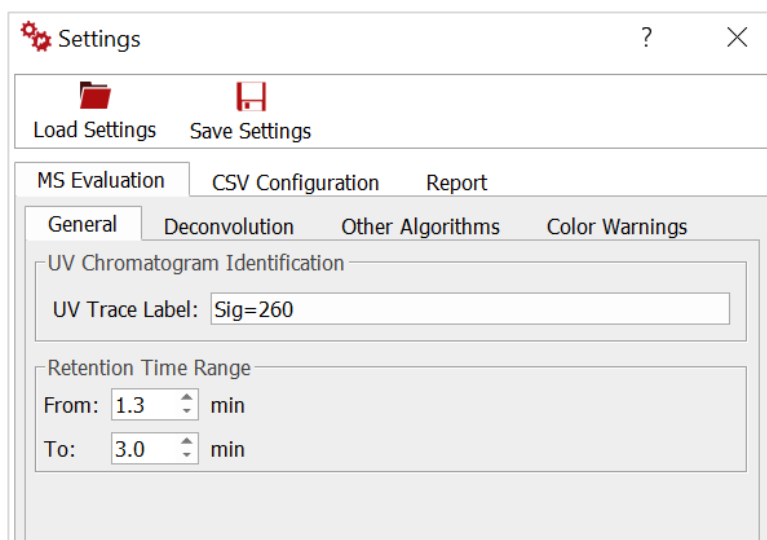 Settings ?
Load Settings Save Settings
MS Evaluation CSV Configuration Report
General Deconvolution Other Algorithms Color Warnings
UV Chromatogram Identification
UV Trace Label: Sig=260
Retention Time Range
From: 1.3 min
To: 3.0 min